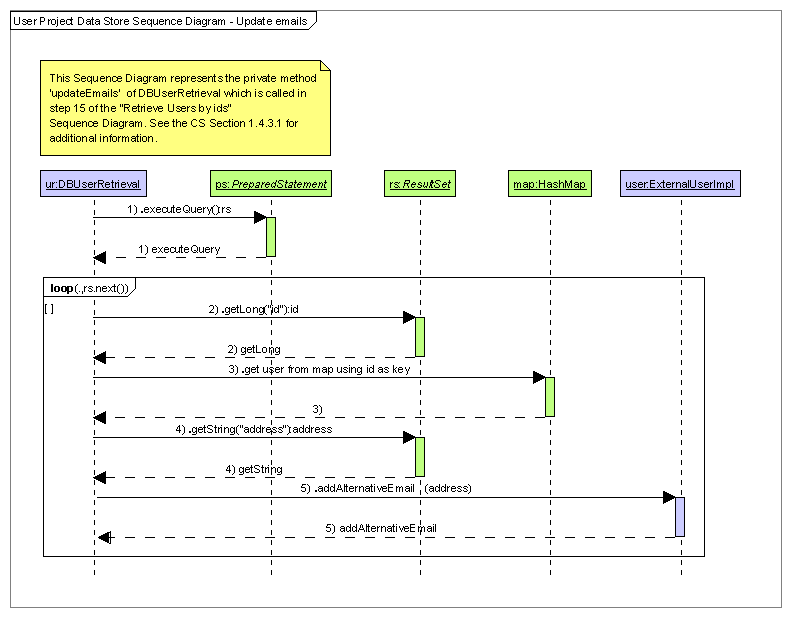 User Project Data Store Sequence Diagram - Update emails
This Sequence Diagram represents the private method
'updateEmails' of DBUserRetrieval which is called in
step 15 of the "Retrieve Users by ids"
Sequence Diagram. See the CS Section 1.4.3.1 for
additional information.
ur:DBUserRetrieval
ps:PreparedStatement
rs:ResultSet
map:HashMap
user:ExternalUserImpl
1) .executeQuery():rs
1) executeQuery
loop(.,rs.next())
[ ]
2) .getLong("id"):id
2) getLong
3) .get user from map using id as key
3)
4) .getString("address"):address
4) getString
5) .addAlternativeEmail (address)
5) addAlternativeEmail